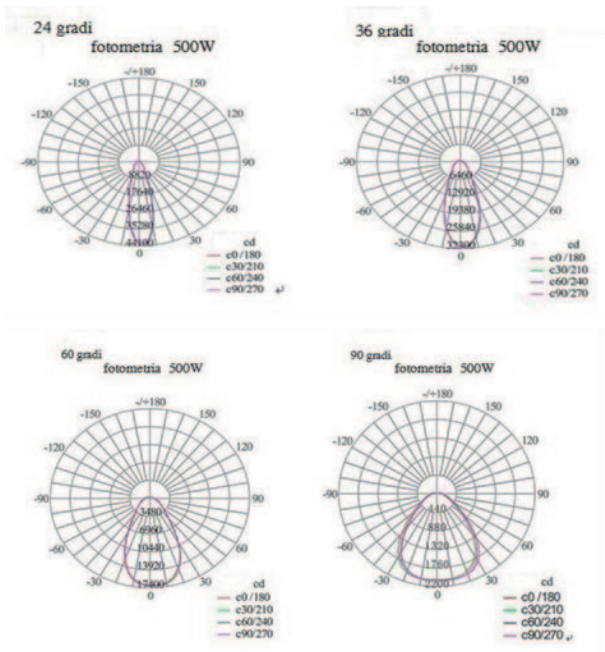 24 gradi
fotometria 500W
-/+180
-150 150
-120 120
-90 90
-60 60
-30 30
0
8820
17640
26460
35280
44100
cd
c0/180
c30/210
c60/240
c90/270
36 gradi
fotometria 500W
-/+180
-150 150
-120 120
-90 90
-60 60
-30 30
0
6460
12920
19380
25840
32300
cd
c0/180
c30/210
c60/240
c90/270
60 gradi
fotometria 500W
-/+180
-150 150
-120 120
-90 90
-60 60
-30 30
0
3480
6960
10440
13920
17400
cd
c0/180
c30/210
c60/240
c90/270
90 gradi
fotometria 500W
-/+180
-150 150
-120 120
-90 90
-60 60
-30 30
0
440
880
1320
1760
2200
cd
c0/180
c30/210
c60/240
c90/270